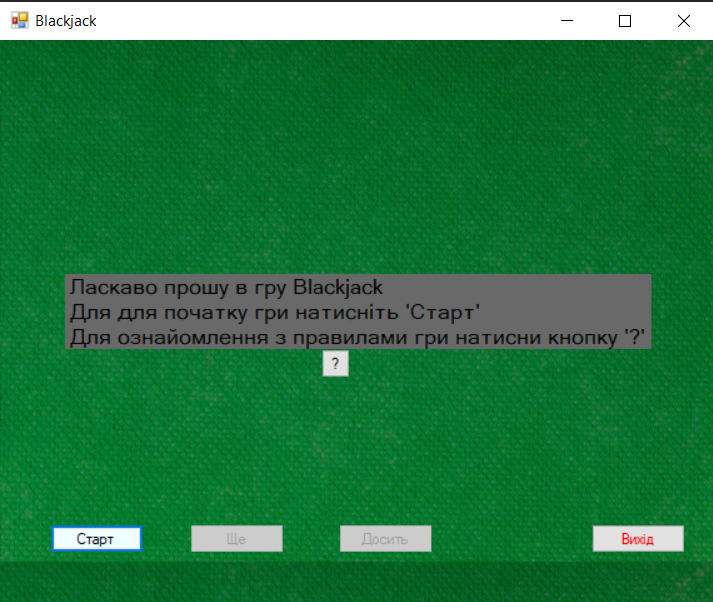 Blackjack
Ласкаво прошу в гру Blackjack
Для для початку гри натисніть 'Старт'
Для ознайомлення з правилами гри натисни кнопку '?'
?
Старт
Ще
Досить
Вихід